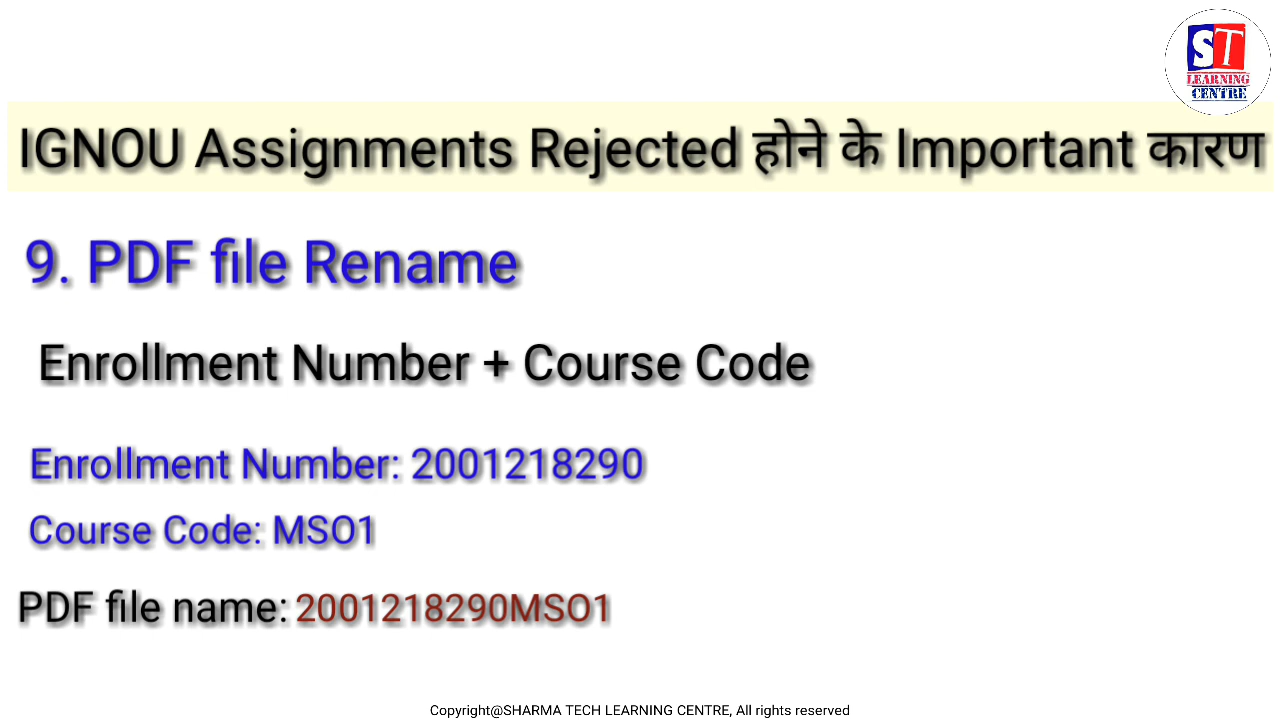 ST
LEARNING
CENTRE
IGNOU Assignments Rejected होने के Important कारण
9. PDF file Rename
Enrollment Number + Course Code
Enrollment Number: 2001218290
Course Code: MSO1
PDF file name: 2001218290MSO1
Copyright@SHARMA TECH LEARNING CENTRE, All rights reserved